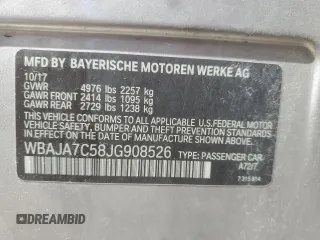 MFD BY BAYERISCHE MOTOREN WERKE AG
10/17
GVWR 4976 lbs 2257 kg
GAWR FRONT 2414 lbs 1095 kg
GAWR REAR 2729 lbs 1238 kg
THIS VEHICLE CONFORMS TO ALL APPLICABLE
U.S.FEDERAL MOTOR VEHICLE SAFETY, BUMPER, AND
THEFT PREVENTION STANDARDS IN EFFECT ON THE
DATE OF MANUFACTURE SHOWN ABOVE.
WBAJA7C58JG908526 TYPE: PASSENGER CAR
A72/7